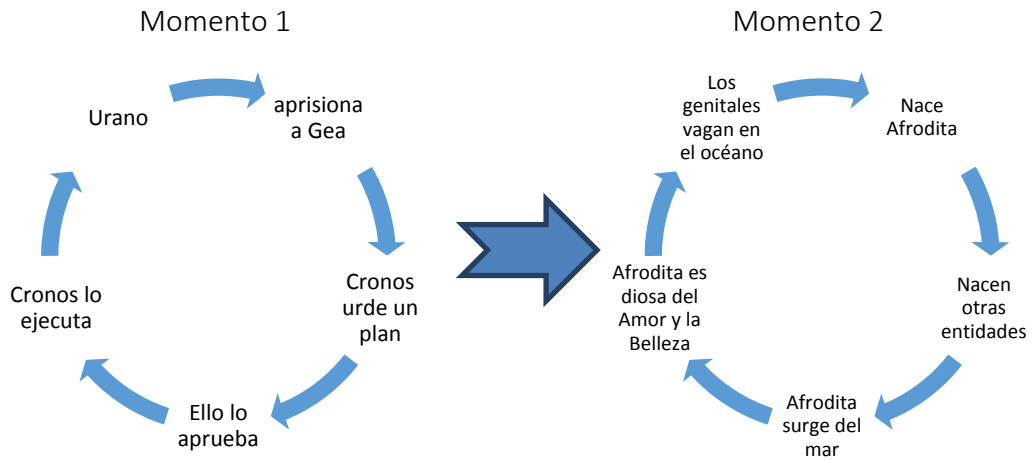 Momento 1
Urano
aprisiona
a Gea
Cronos
urde un
plan
Ello lo
aprueba
Cronos lo
ejecuta
Momento 2
Los
genitales
vagan en
el océano
Nace
Afrodita
Nacen
otras
entidades
Afrodita
surge del
mar
Afrodita es
diosa del
Amor y la
Belleza